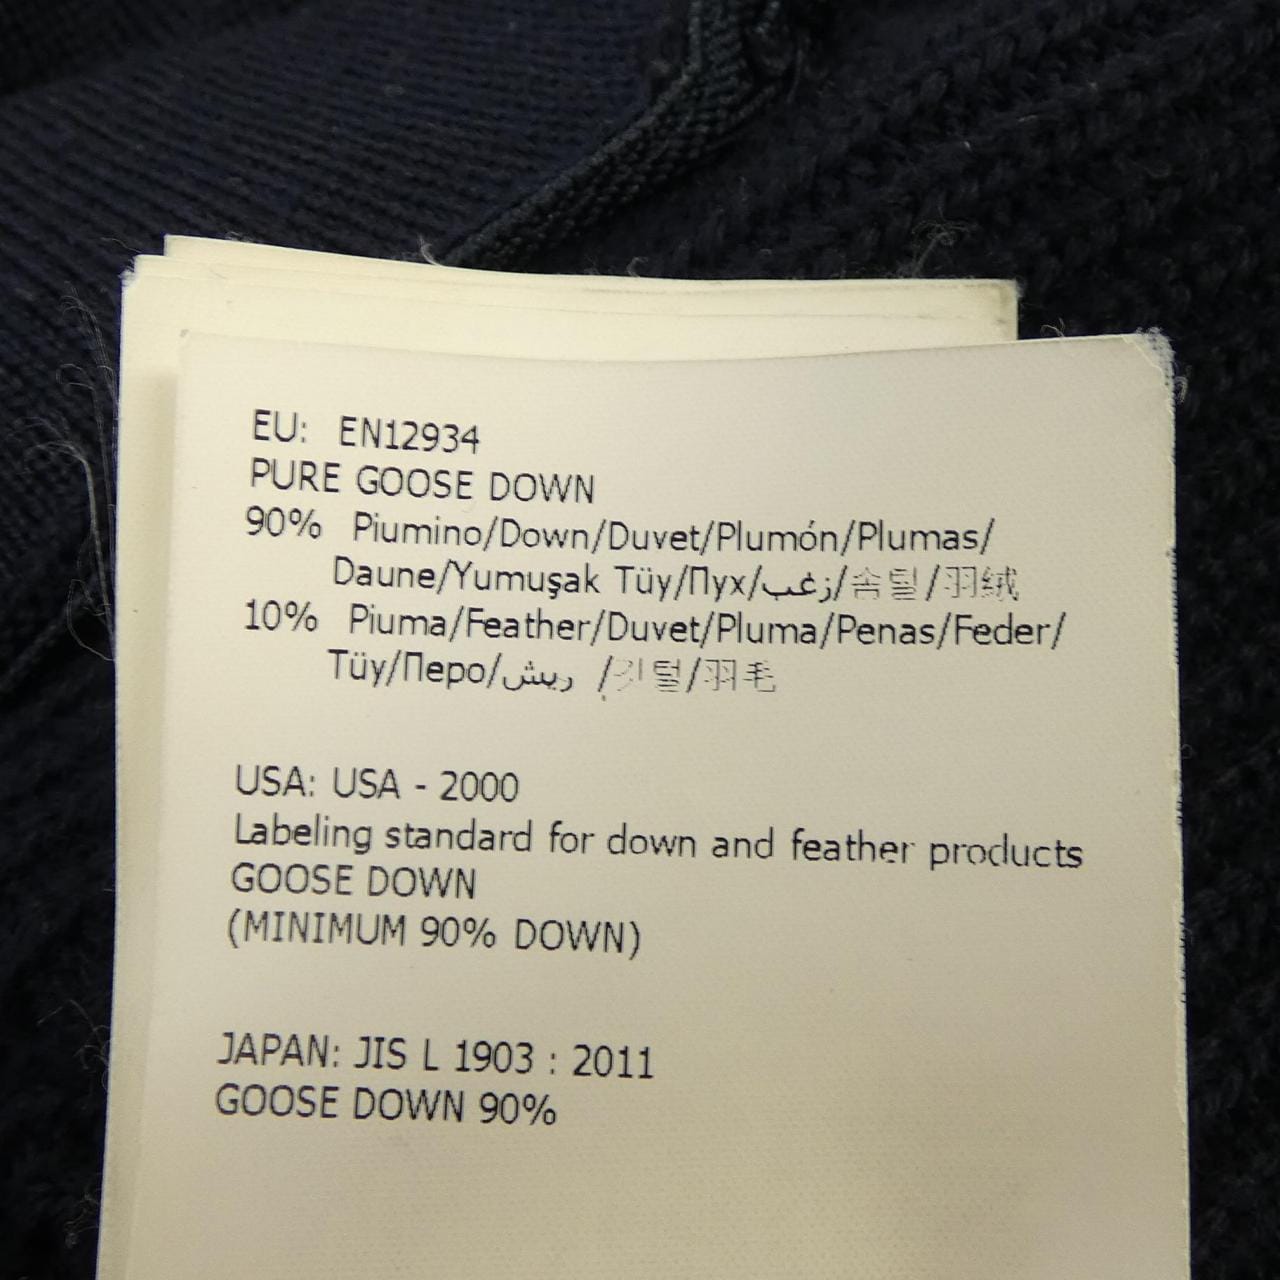 EU: EN12934
PURE GOOSE DOWN
90% Piumino/Down/Duvet/Plumón/Plumas/
Daune/Yumuşak Tüy/Пух/زغب/솜털/羽绒
10% Piuma/Feather/Duvet/Pluma/Penas/Feder/
Tüy/Перо/ريش /깃털/羽毛
USA: USA - 2000
Labeling standard for down and feather products
GOOSE DOWN
(MINIMUM 90% DOWN)
JAPAN: JIS L 1903 : 2011
GOOSE DOWN 90%